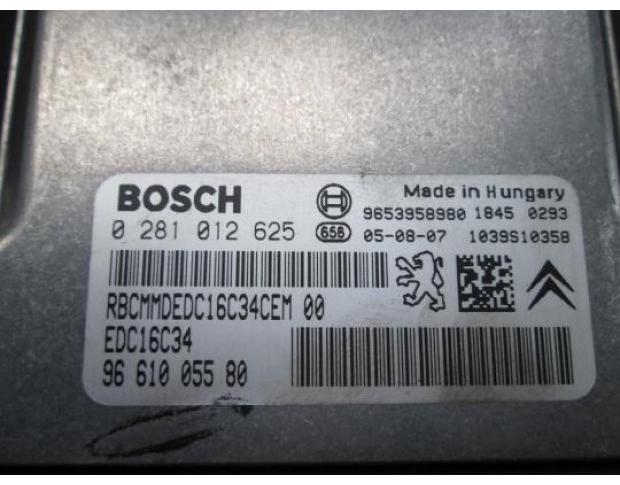 BOSCH
Made in Hungary
9653958980 1845 0293
0 281 012 625
656 05-08-07 1039S10358
RBCMMDEDC16C34CEM 00
EDC16C34
96 610 055 80